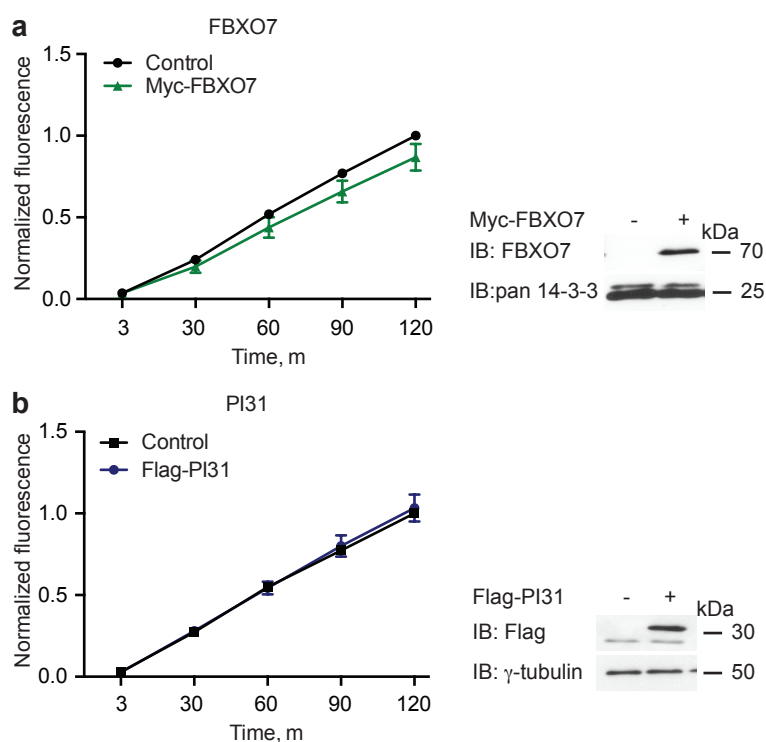 a
FBXO7
Normalized fluorescence
1.5
1.0
0.5
0.0
Control
Myc-FBXO7
3 30 60 90 120
Time, m
Myc-FBXO7 - +
kDa
IB: FBXO7 70
IB:pan 14-3-3 25
b
PI31
Normalized fluorescence
1.5
1.0
0.5
0.0
Control
Flag-PI31
3 30 60 90 120
Time, m
Flag-PI31 - +
kDa
IB: Flag 30
IB: γ-tubulin 50